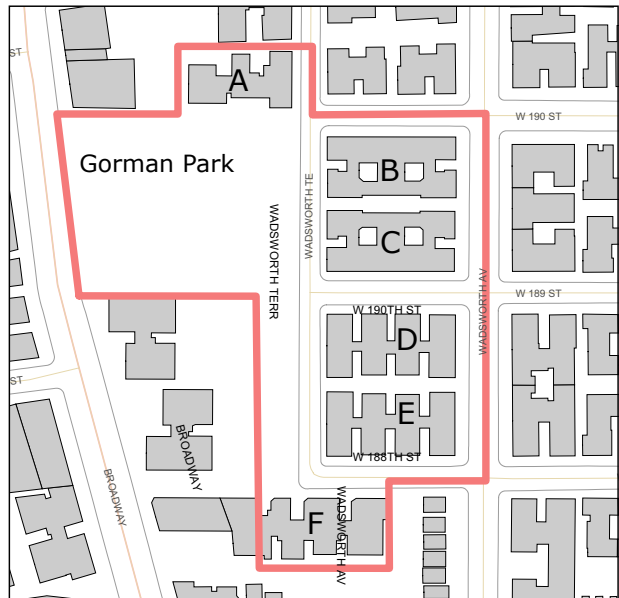 ST
A
W 190 ST
Gorman Park
B
WADSWORTH TE
WADSWORTH TERR
C
W 189 ST
WADSWORTH AV
W 190TH ST
D
ST
E
BROADWAY
W 188TH ST
BROADWAY
F
WADSWORTH AV